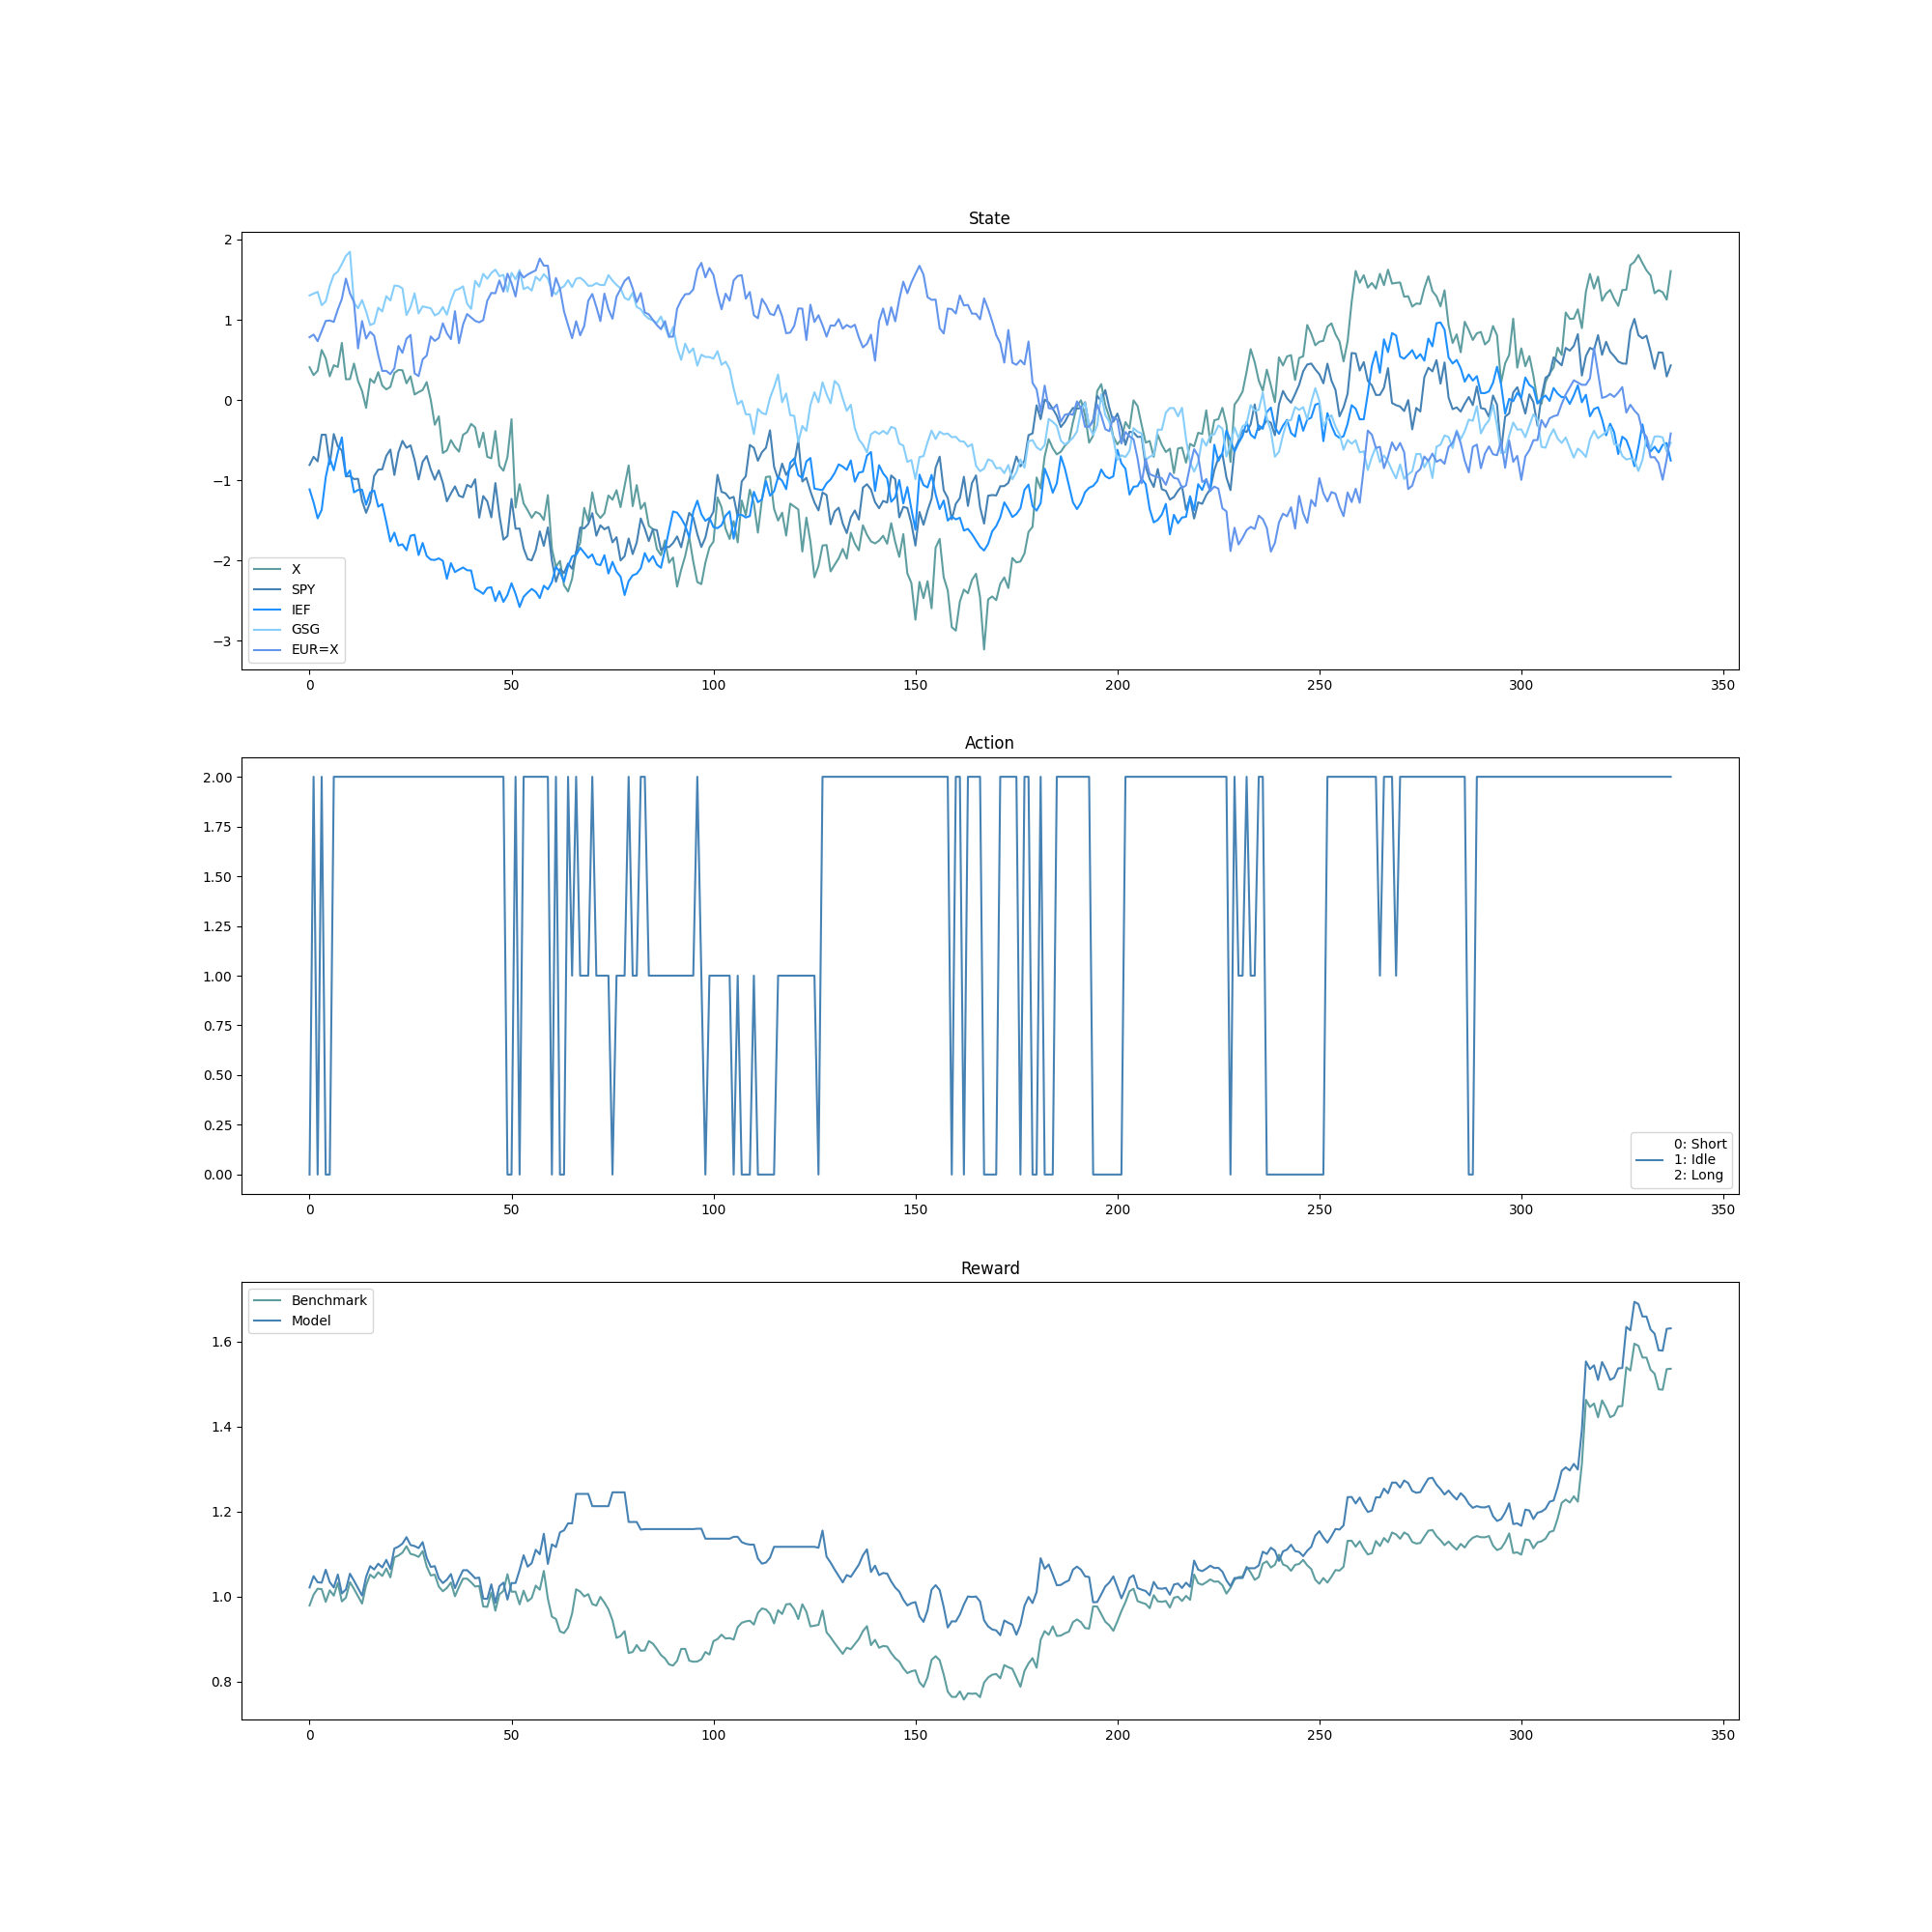 State
2
1
0
−1
−2
−3
X
SPY
IEF
GSG
EUR=X
0 50 100 150 200 250 300 350
Action
2.00
1.75
1.50
1.25
1.00
0.75
0.50
0.25
0.00
0: Short
1: Idle
2: Long
0 50 100 150 200 250 300 350
Reward
Benchmark
Model
1.6
1.4
1.2
1.0
0.8
0 50 100 150 200 250 300 350